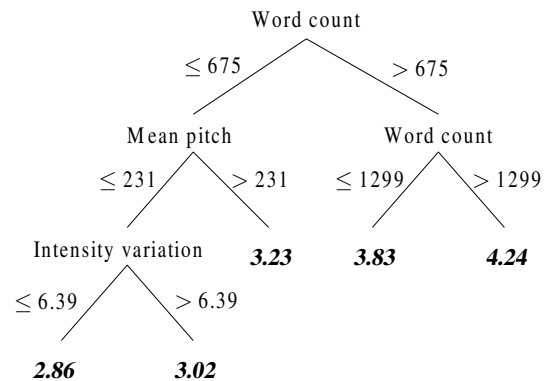 Word count
≤ 675 > 675
Mean pitch Word count
≤ 231 > 231 ≤ 1299 > 1299
Intensity variation 3.23 3.83 4.24
≤ 6.39 > 6.39
2.86 3.02